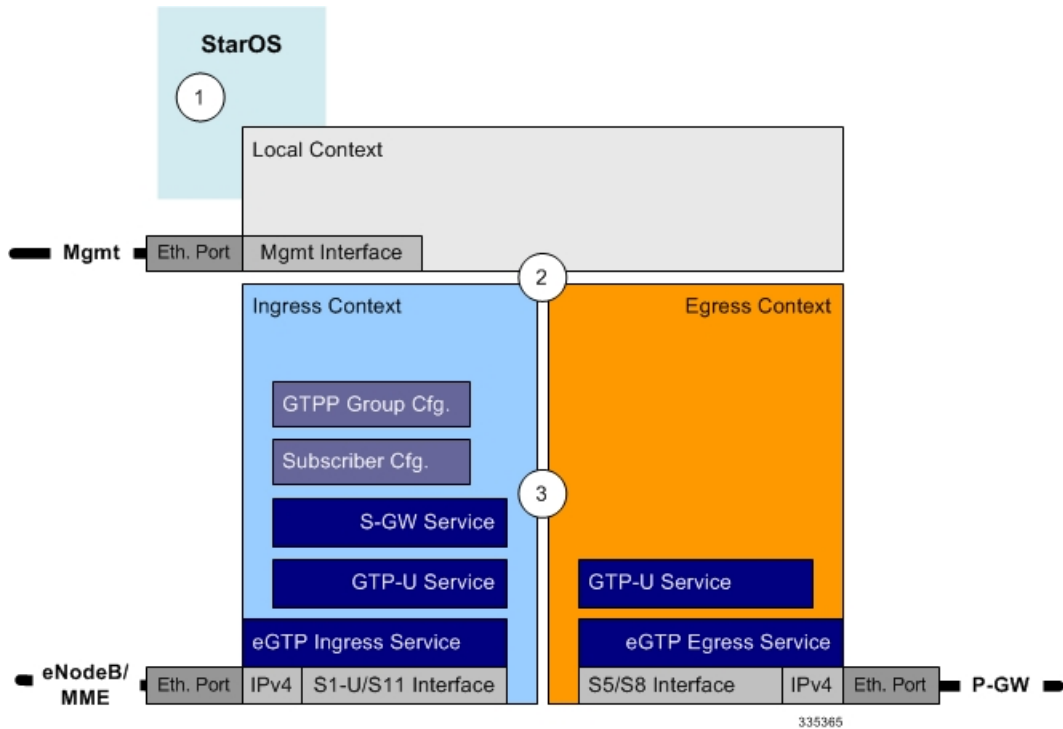 StarOS
1
Local Context
Mgmt
Eth. Port
Mgmt Interface
2
Ingress Context
Egress Context
GTPP Group Cfg.
Subscriber Cfg.
3
S-GW Service
GTP-U Service
GTP-U Service
eGTP Ingress Service
eGTP Egress Service
eNodeB/
MME
Eth. Port
IPv4
S1-U/S11 Interface
S5/S8 Interface
IPv4
Eth. Port
P-GW
335365